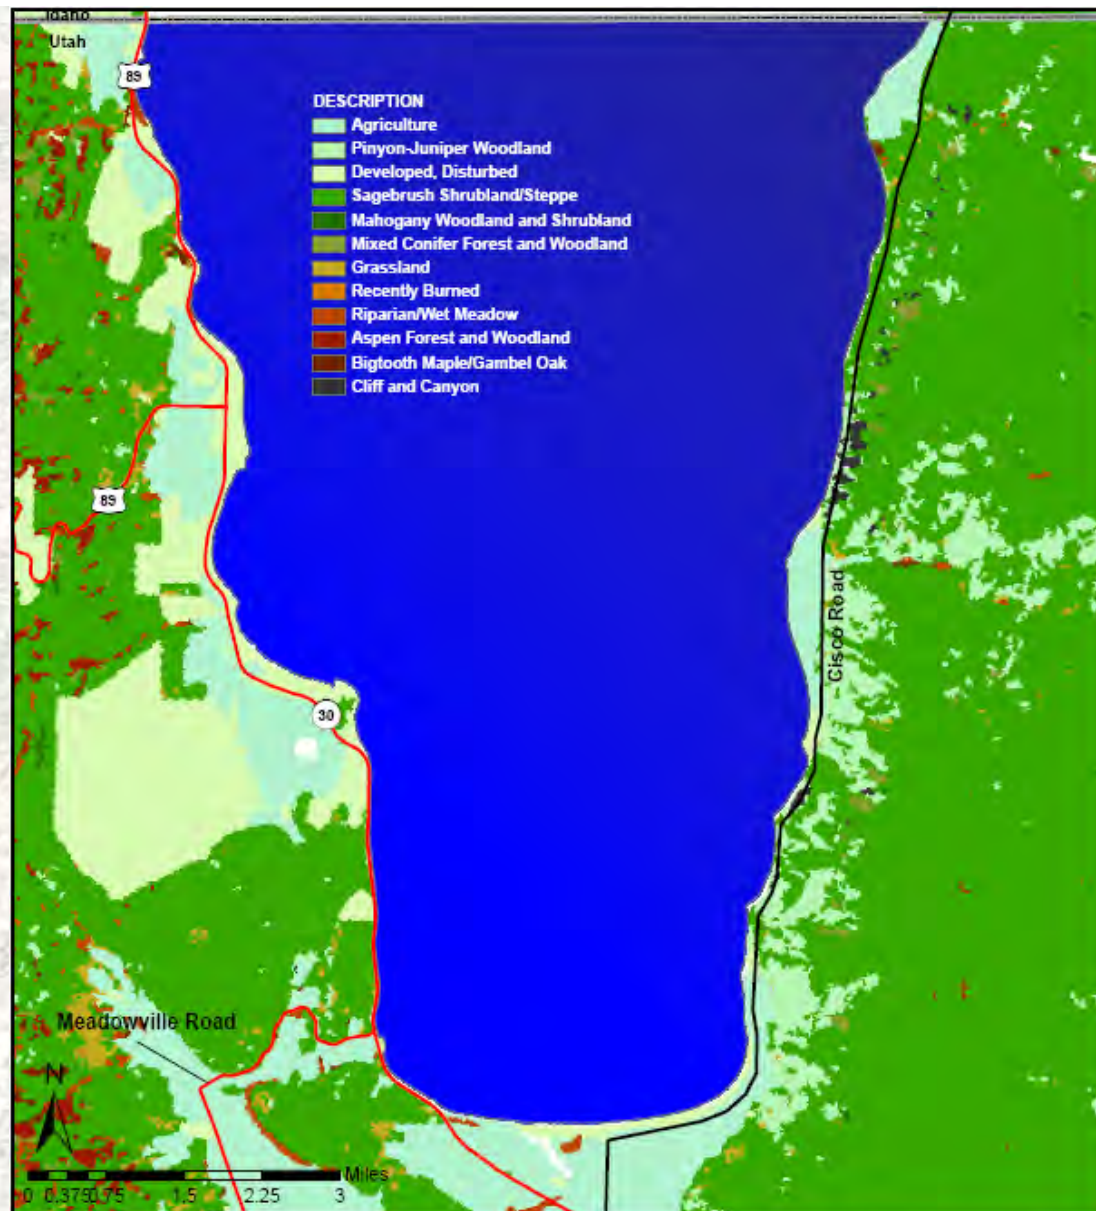 Idaho
Utah
89
DESCRIPTION
Agriculture
Pinyon-Juniper Woodland
Developed, Disturbed
Sagebrush Shrubland/Steppe
Mahogany Woodland and Shrubland
Mixed Conifer Forest and Woodland
Grassland
Recently Burned
Riparian/Wet Meadow
Aspen Forest and Woodland
Bigtooth Maple/Gambel Oak
Cliff and Canyon
89
Cisco Road
30
Meadowville Road
N
Miles
0 0.375 0.75 1.5 2.25 3